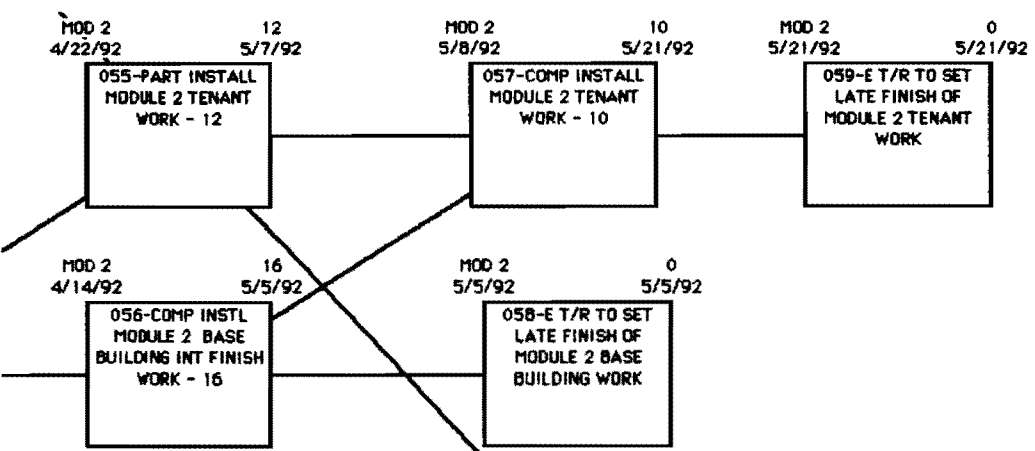 MOD 2 12
4/22/92 5/7/92
055-PART INSTALL
MODULE 2 TENANT
WORK - 12
MOD 2 10
5/8/92 5/21/92
057-COMP INSTALL
MODULE 2 TENANT
WORK - 10
MOD 2 0
5/21/92 5/21/92
059-E T/R TO SET
LATE FINISH OF
MODULE 2 TENANT
WORK
MOD 2 16
4/14/92 5/5/92
056-COMP INSTL
MODULE 2 BASE
BUILDING INT FINISH
WORK - 16
MOD 2 0
5/5/92 5/5/92
058-E T/R TO SET
LATE FINISH OF
MODULE 2 BASE
BUILDING WORK